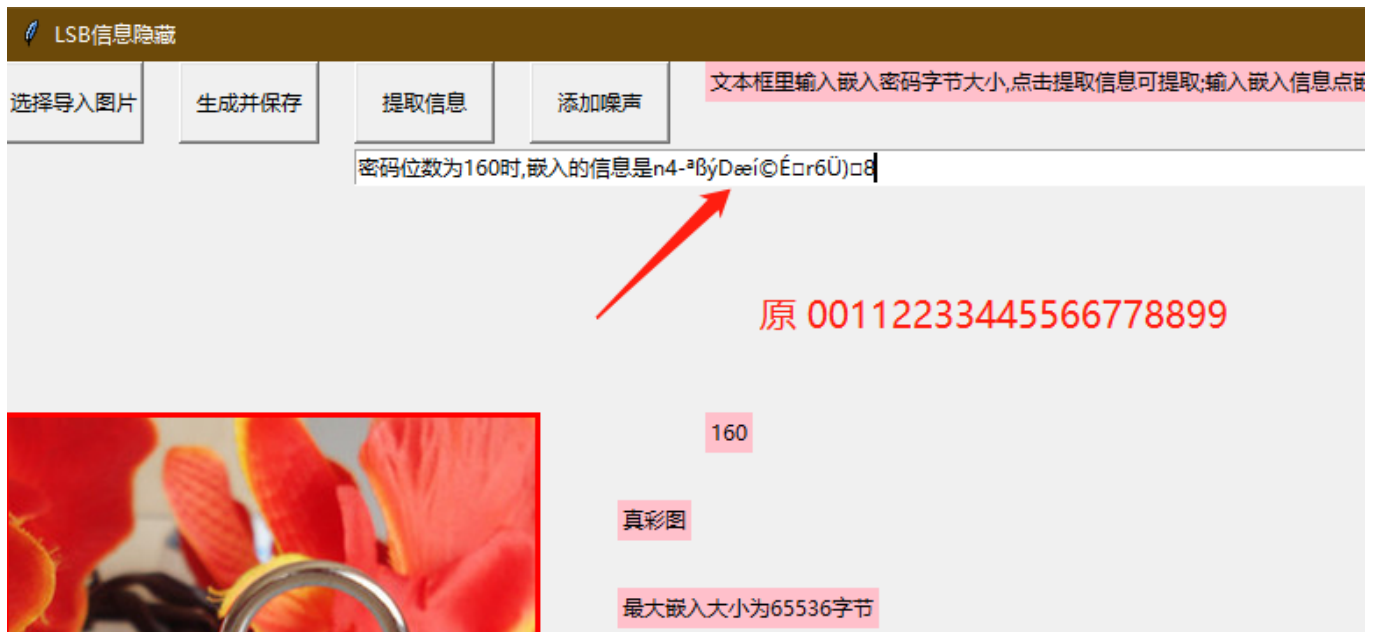 LSB信息隐藏
选择导入图片 生成并保存 提取信息 添加噪声
文本框里输入嵌入密码字节大小,点击提取信息可提取;输入嵌入信息点嵌
密码位数为160时,嵌入的信息是n4-ªßýDæí©É□r6Ü)□8
原 00112233445566778899
160
真彩图
最大嵌入大小为65536字节